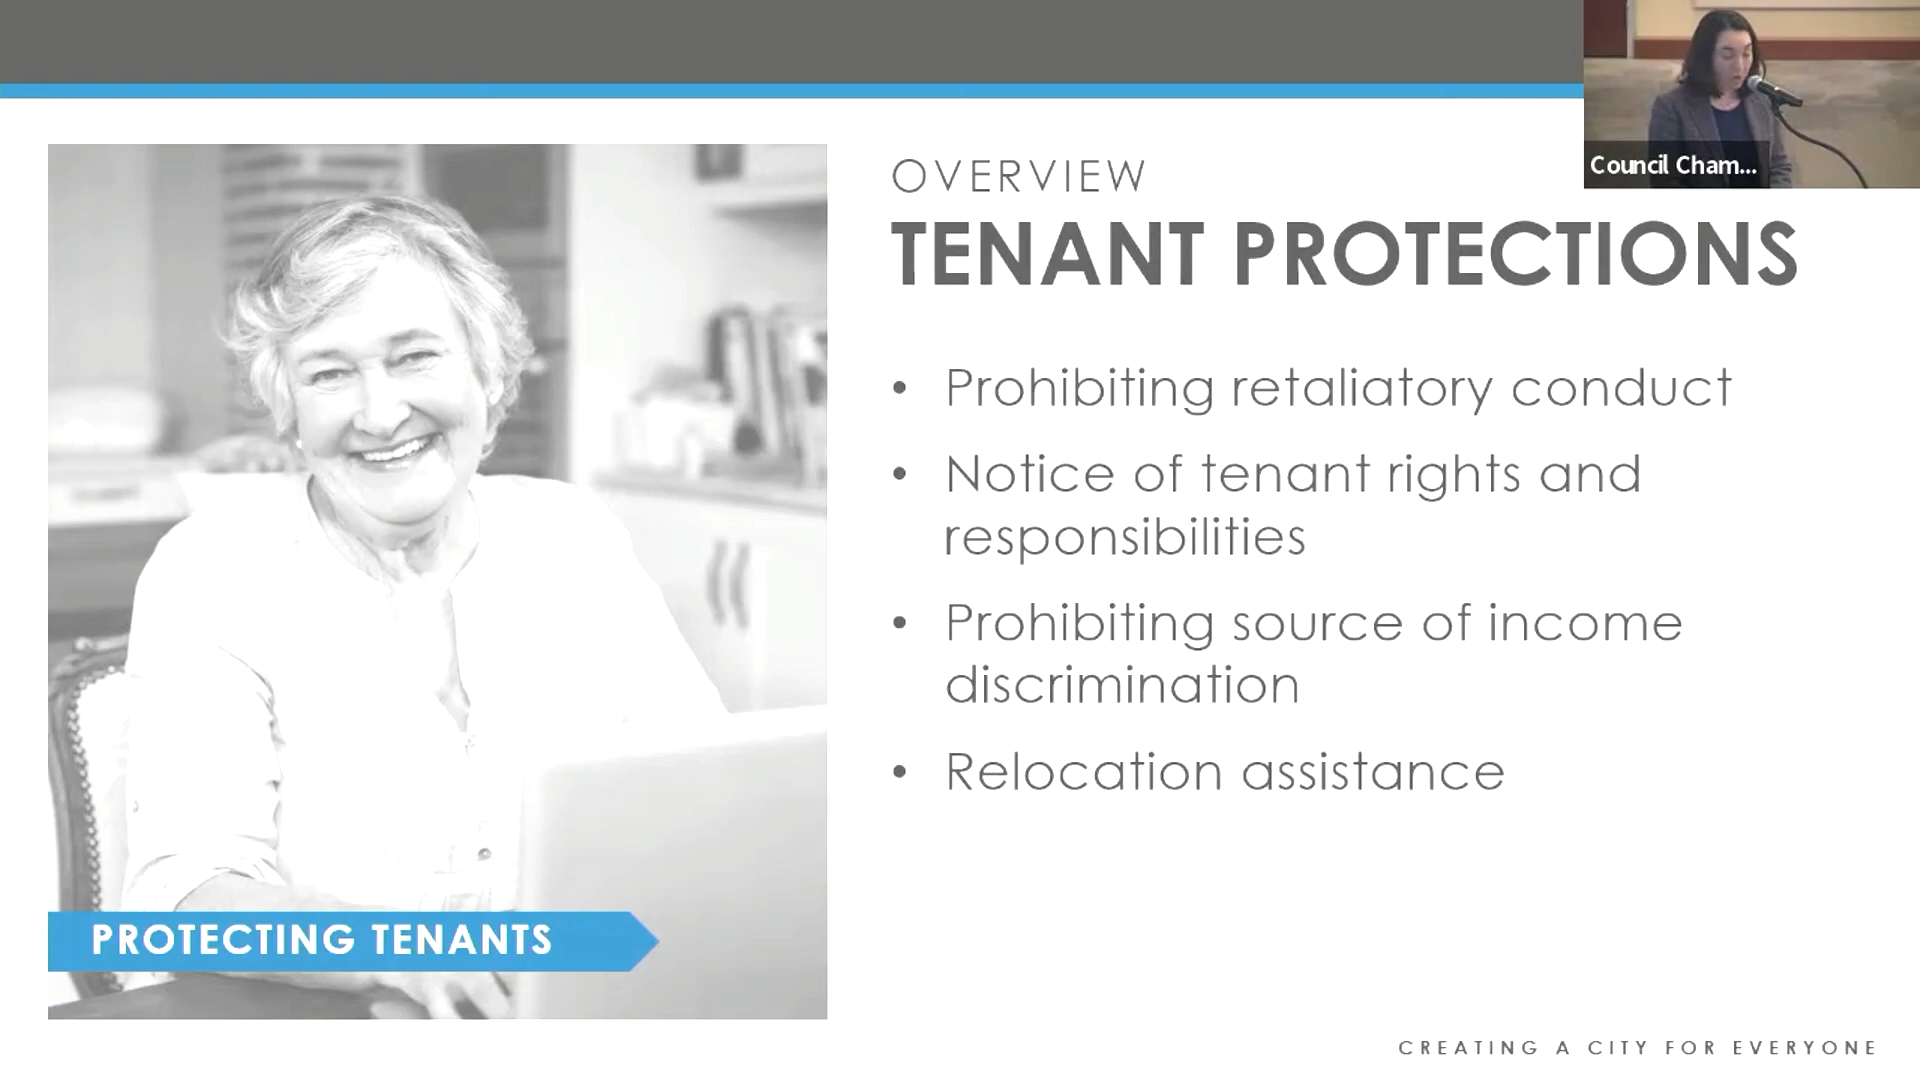 Council Cham...
OVERVIEW
TENANT PROTECTIONS
• Prohibiting retaliatory conduct
• Notice of tenant rights and
responsibilities
• Prohibiting source of income
discrimination
• Relocation assistance
PROTECTING TENANTS
CREATING A CITY FOR EVERYONE